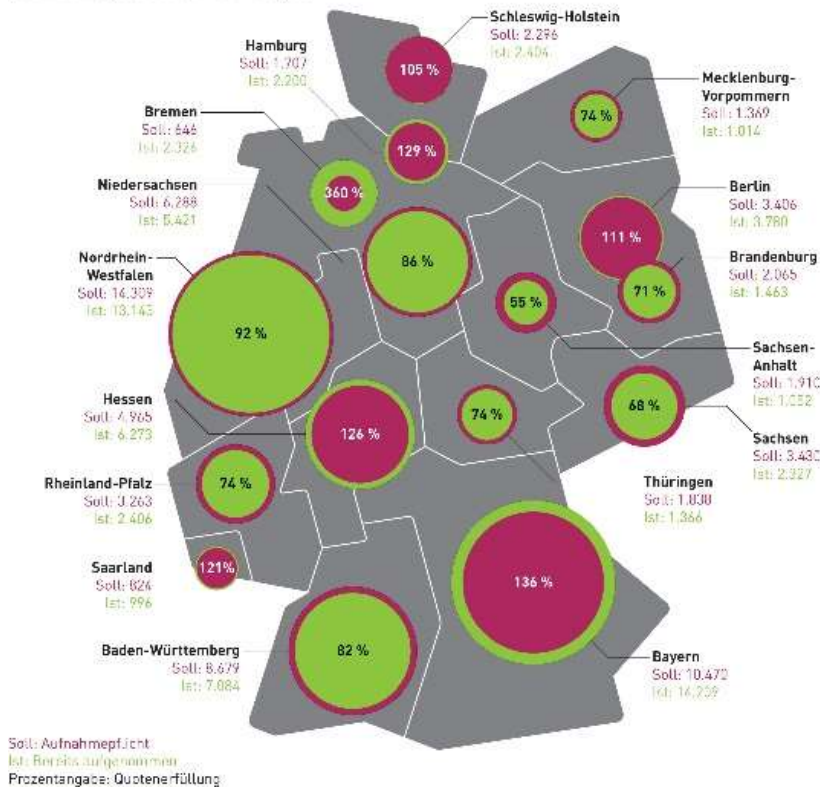 Schleswig-Holstein
Soll: 2.296
Ist: 2.404
105 %
Hamburg
Soll: 1.707
Ist: 2.200
129 %
Mecklenburg-
Vorpommern
Soll: 1.369
Ist: 1.014
74 %
Bremen
Soll: 646
Ist: 2.326
360 %
Niedersachsen
Soll: 6.288
Ist: 5.421
86 %
Berlin
Soll: 3.406
Ist: 3.780
111 %
Brandenburg
Soll: 2.065
Ist: 1.463
71 %
Nordrhein-
Westfalen
Soll: 14.309
Ist: 13.143
92 %
Sachsen-
Anhalt
Soll: 1.910
Ist: 1.052
55 %
Hessen
Soll: 4.965
Ist: 6.273
126 %
Sachsen
Soll: 3.430
Ist: 2.327
68 %
Thüringen
Soll: 1.838
Ist: 1.366
74 %
Rheinland-Pfalz
Soll: 3.263
Ist: 2.406
74 %
Saarland
Soll: 824
Ist: 996
121%
Baden-Württemberg
Soll: 8.679
Ist: 7.084
82 %
Bayern
Soll: 10.470
Ist: 14.209
136 %
Soll: Aufnahmepflicht
Ist: Bereits aufgenommen
Prozentangabe: Quotenerfüllung